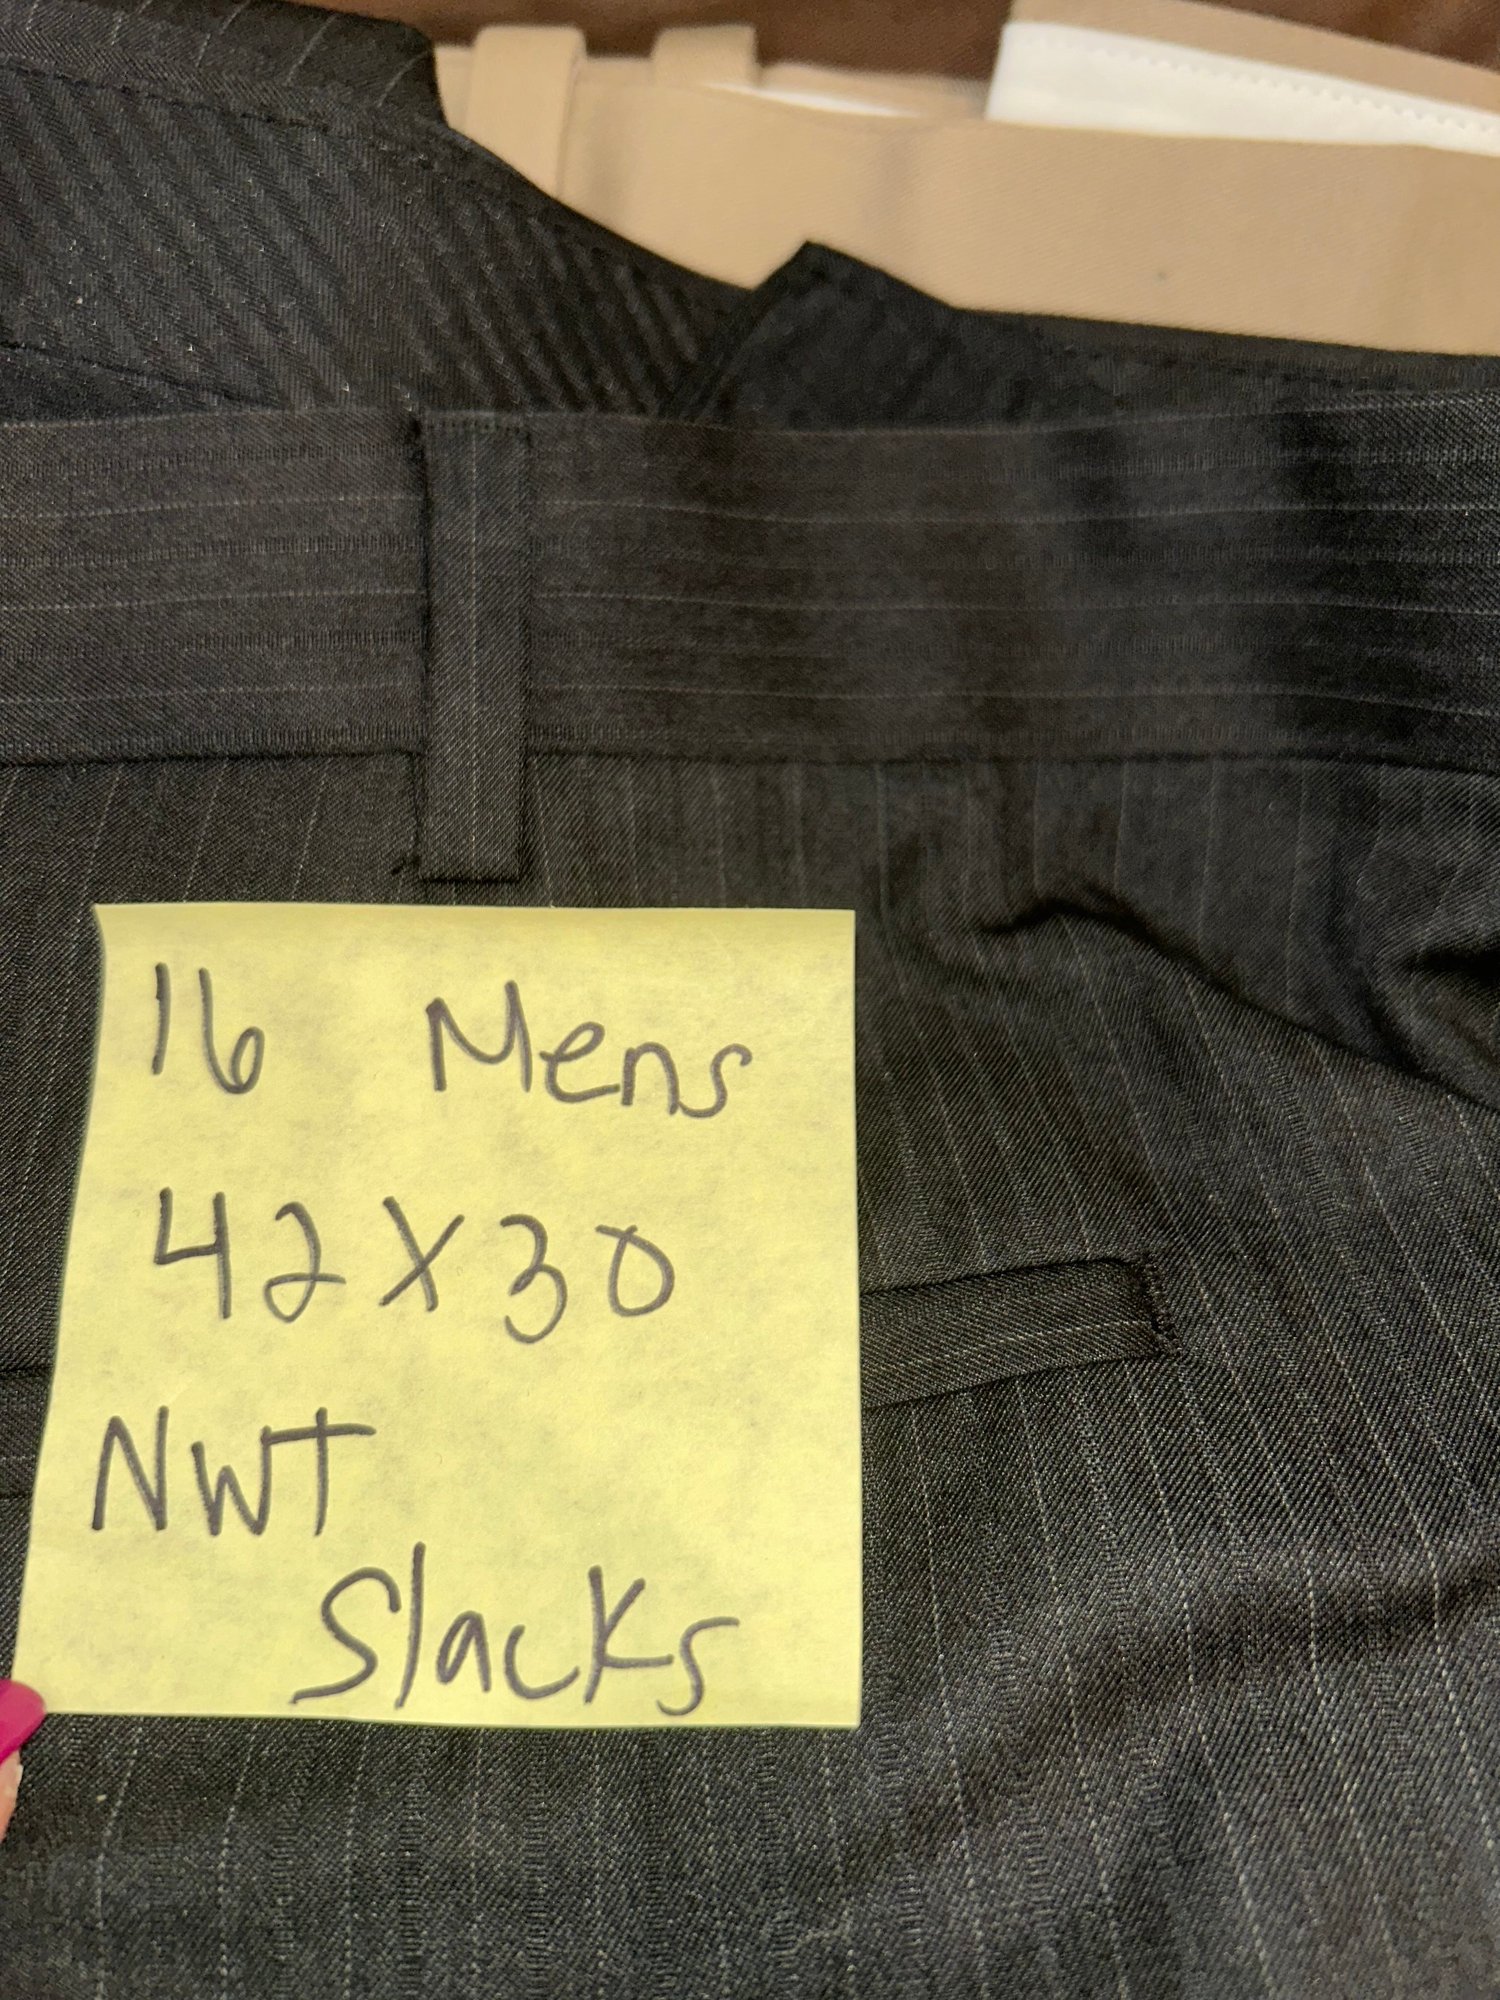 16 Mens
42X30
NWT
Slacks